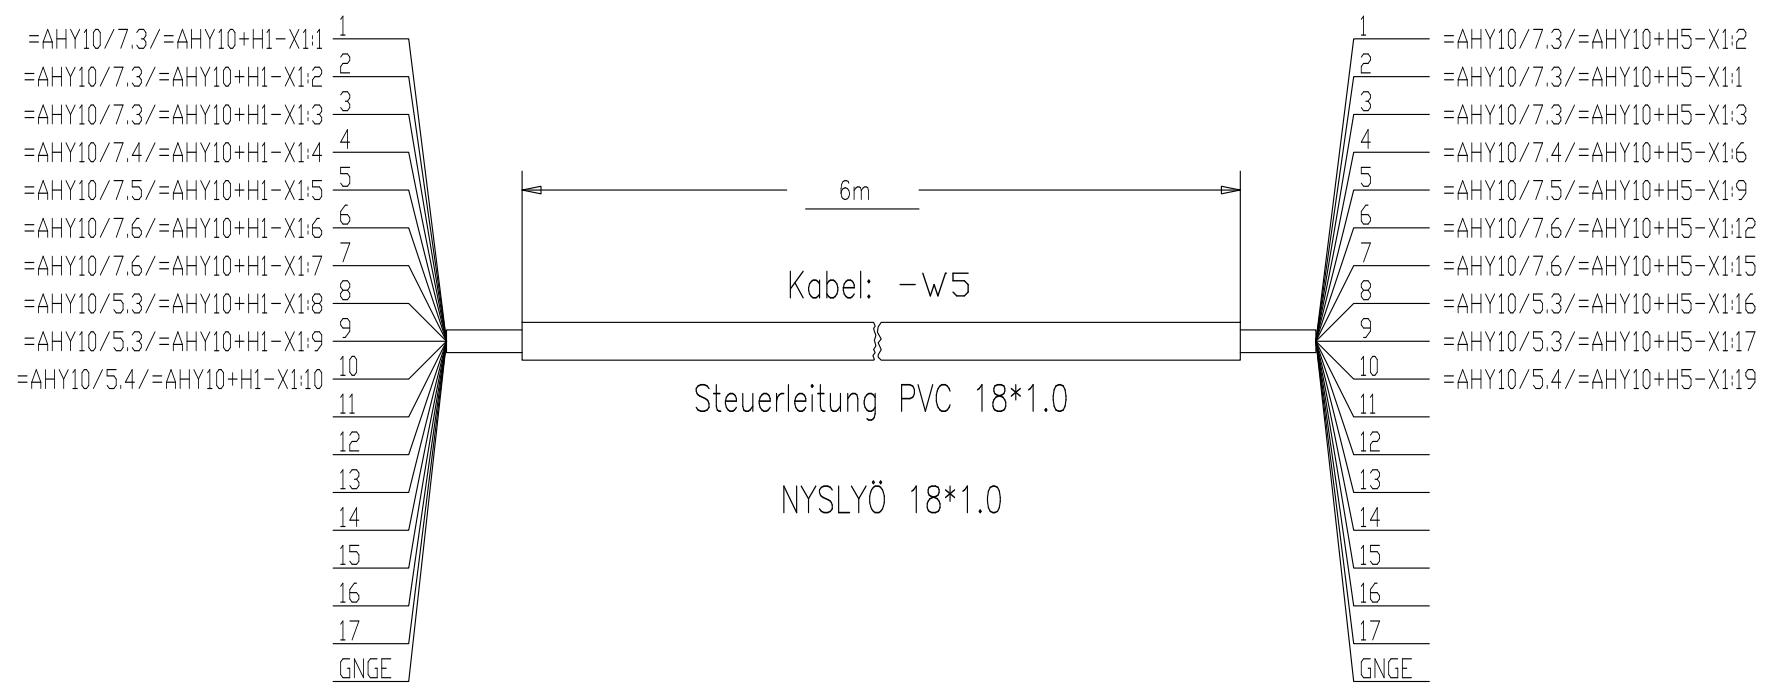 =AHY10/7.3/=AHY10+H1-X1:1 1
=AHY10/7.3/=AHY10+H1-X1:2 2
=AHY10/7.3/=AHY10+H1-X1:3 3
=AHY10/7.4/=AHY10+H1-X1:4 4
=AHY10/7.5/=AHY10+H1-X1:5 5
=AHY10/7.6/=AHY10+H1-X1:6 6
=AHY10/7.6/=AHY10+H1-X1:7 7
=AHY10/5.3/=AHY10+H1-X1:8 8
=AHY10/5.3/=AHY10+H1-X1:9 9
=AHY10/5.4/=AHY10+H1-X1:10 10
11
12
13
14
15
16
17
GNGE
6m
Kabel: -W5
Steuerleitung PVC 18*1.0
NYSLYÖ 18*1.0
1 =AHY10/7.3/=AHY10+H5-X1:2
2 =AHY10/7.3/=AHY10+H5-X1:1
3 =AHY10/7.3/=AHY10+H5-X1:3
4 =AHY10/7.4/=AHY10+H5-X1:6
5 =AHY10/7.5/=AHY10+H5-X1:9
6 =AHY10/7.6/=AHY10+H5-X1:12
7 =AHY10/7.6/=AHY10+H5-X1:15
8 =AHY10/5.3/=AHY10+H5-X1:16
9 =AHY10/5.3/=AHY10+H5-X1:17
10 =AHY10/5.4/=AHY10+H5-X1:19
11
12
13
14
15
16
17
GNGE